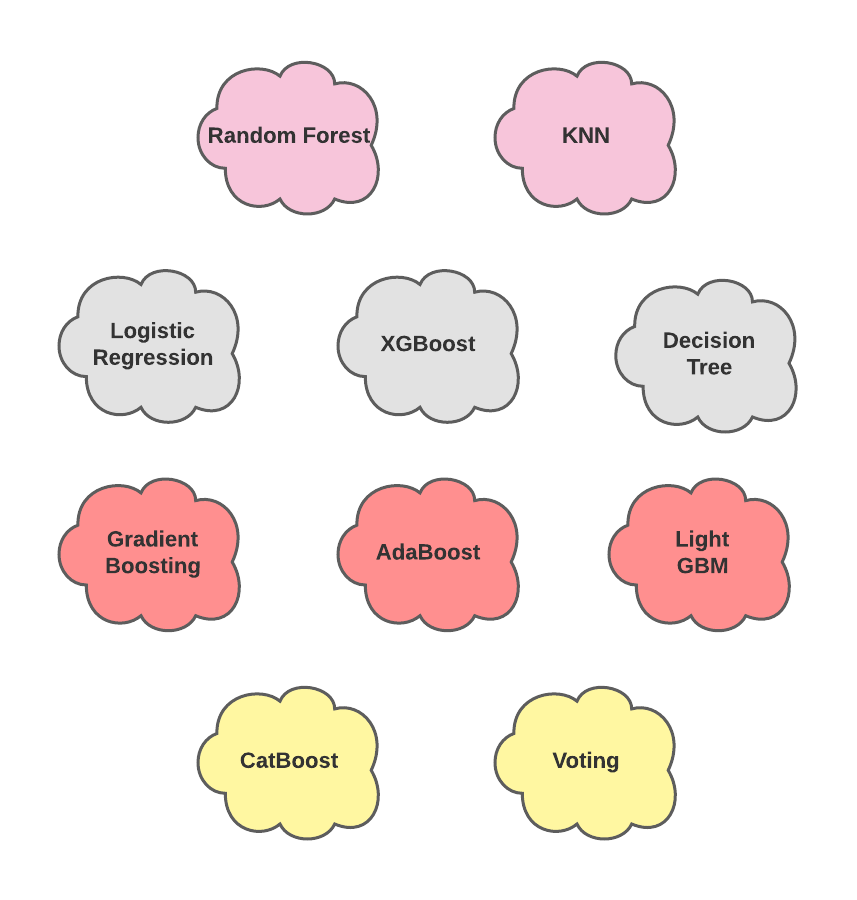 Random Forest
KNN
Logistic
Regression
XGBoost
Decision
Tree
Gradient
Boosting
AdaBoost
Light
GBM
CatBoost
Voting